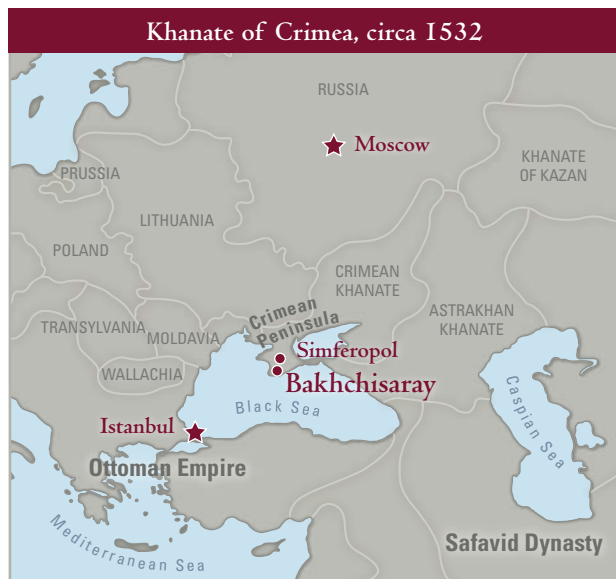 Khanate of Crimea, circa 1532
RUSSIA
Moscow
KHANATE
OF KAZAN
PRUSSIA
LITHUANIA
POLAND
CRIMEAN
KHANATE
ASTRAKHAN
KHANATE
TRANSYLVANIA
MOLDAVIA
WALLACHIA
Crimean
Peninsula
Simferopol
Bakhchisaray
Black Sea
Caspian Sea
Istanbul
Ottoman Empire
Mediterranean Sea
Safavid Dynasty